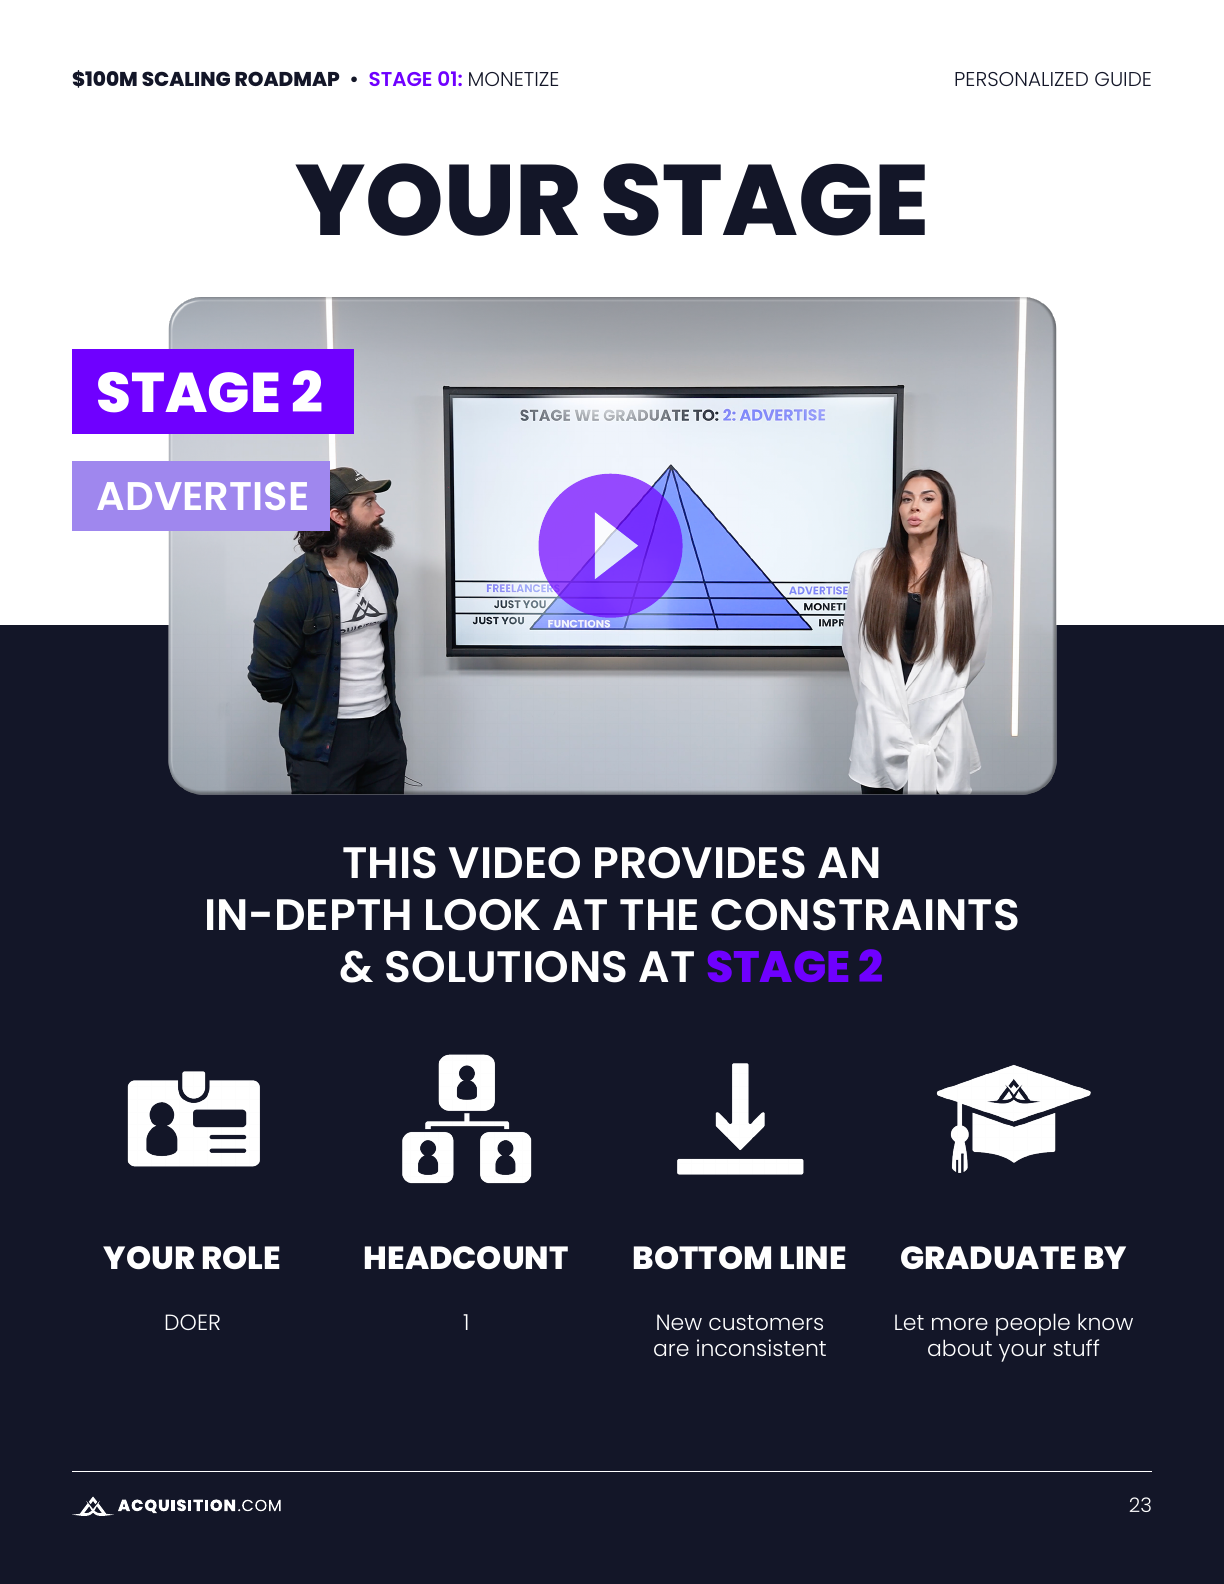 $100M SCALING ROADMAP • STAGE 01: MONETIZE
PERSONALIZED GUIDE
YOUR STAGE
STAGE 2
ADVERTISE
STAGE WE GRADUATE TO: 2: ADVERTISE
FREELANCER
ADVERTISE
JUST YOU
MONETI
JUST YOU
FUNCTIONS
IMPR
THIS VIDEO PROVIDES AN
IN-DEPTH LOOK AT THE CONSTRAINTS
& SOLUTIONS AT STAGE 2
YOUR ROLE
DOER
HEADCOUNT
1
BOTTOM LINE
New customers
are inconsistent
GRADUATE BY
Let more people know
about your stuff
ACQUISITION.COM
23